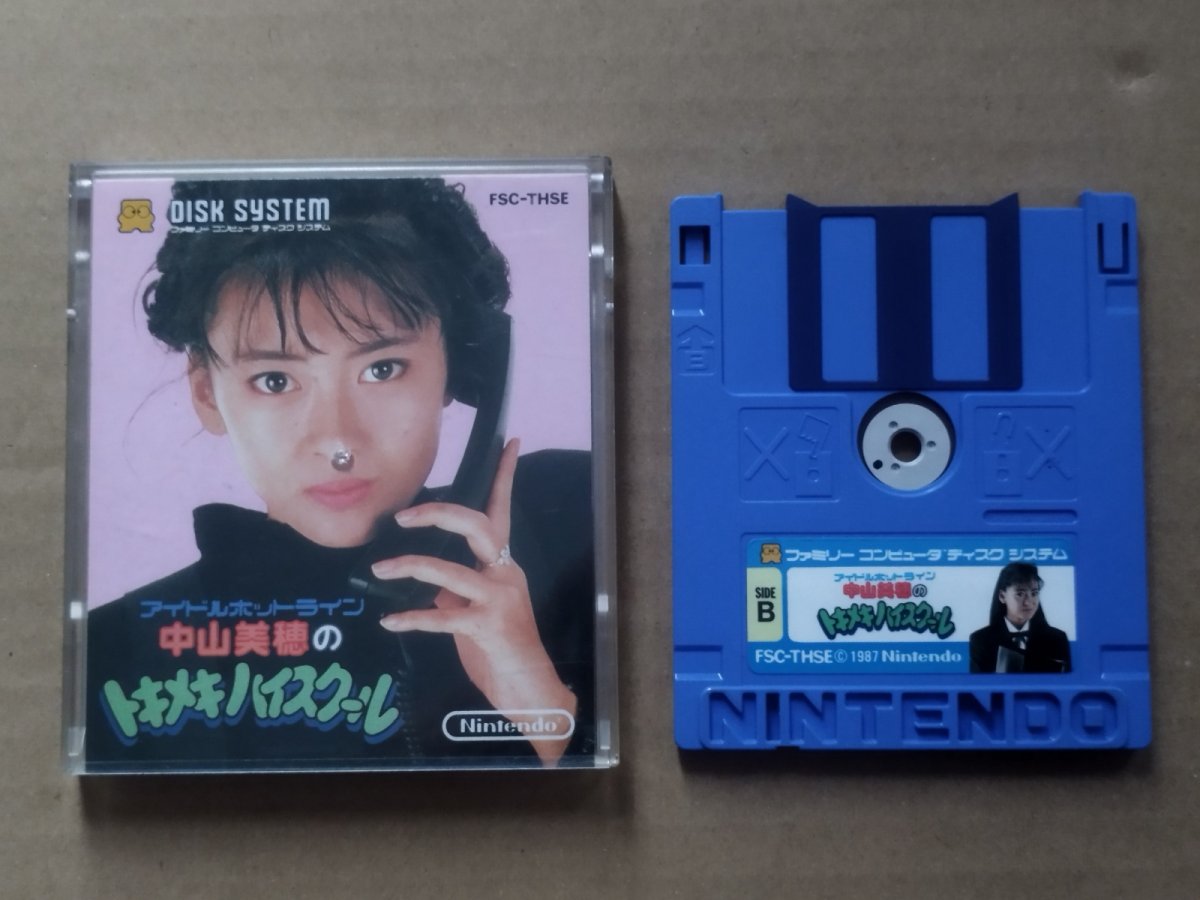 DISK SYSTEM
ファミリー コンピュータ ディスク システム
FSC-THSE
アイドルホットライン
中山美穂の
トキメキハイスクール
Nintendo
ファミリー コンピュータ ディスク システム
SIDE
B
アイドルホットライン
中山美穂の
トキメキハイスクール
FSC-THSE © 1987 Nintendo
NINTENDO